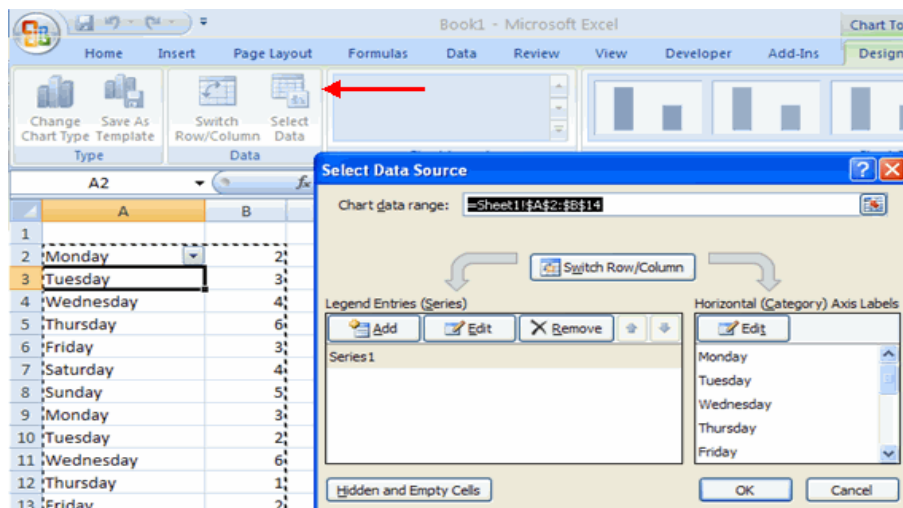 Book1 - Microsoft Excel
Chart To
Home Insert Page Layout Formulas Data Review View Developer Add-Ins Design
Change Chart Type
Save As Template
Switch Row/Column
Select Data
Type
Data
A2
fx
Select Data Source
Chart data range: =Sheet1!$A$2:$B$14
Switch Row/Column
Legend Entries (Series)
Horizontal (Category) Axis Labels
Add Edit Remove
Edit
Series1
Monday
Tuesday
Wednesday
Thursday
Friday
Hidden and Empty Cells
OK Cancel
A B
1
2 Monday 2
3 Tuesday 3
4 Wednesday 4
5 Thursday 6
6 Friday 3
7 Saturday 4
8 Sunday 5
9 Monday 3
10 Tuesday 2
11 Wednesday 6
12 Thursday 1
13 Friday 2